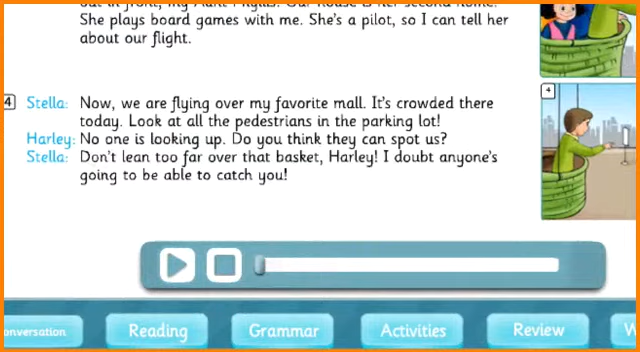 She plays board games with me. She's a pilot, so I can tell her
about our flight.
4 Stella: Now, we are flying over my favorite mall. It's crowded there
today. Look at all the pedestrians in the parking lot!
Harley: No one is looking up. Do you think they can spot us?
Stella: Don't lean too far over that basket, Harley! I doubt anyone's
going to be able to catch you!
4
onversation
Reading
Grammar
Activities
Review
W